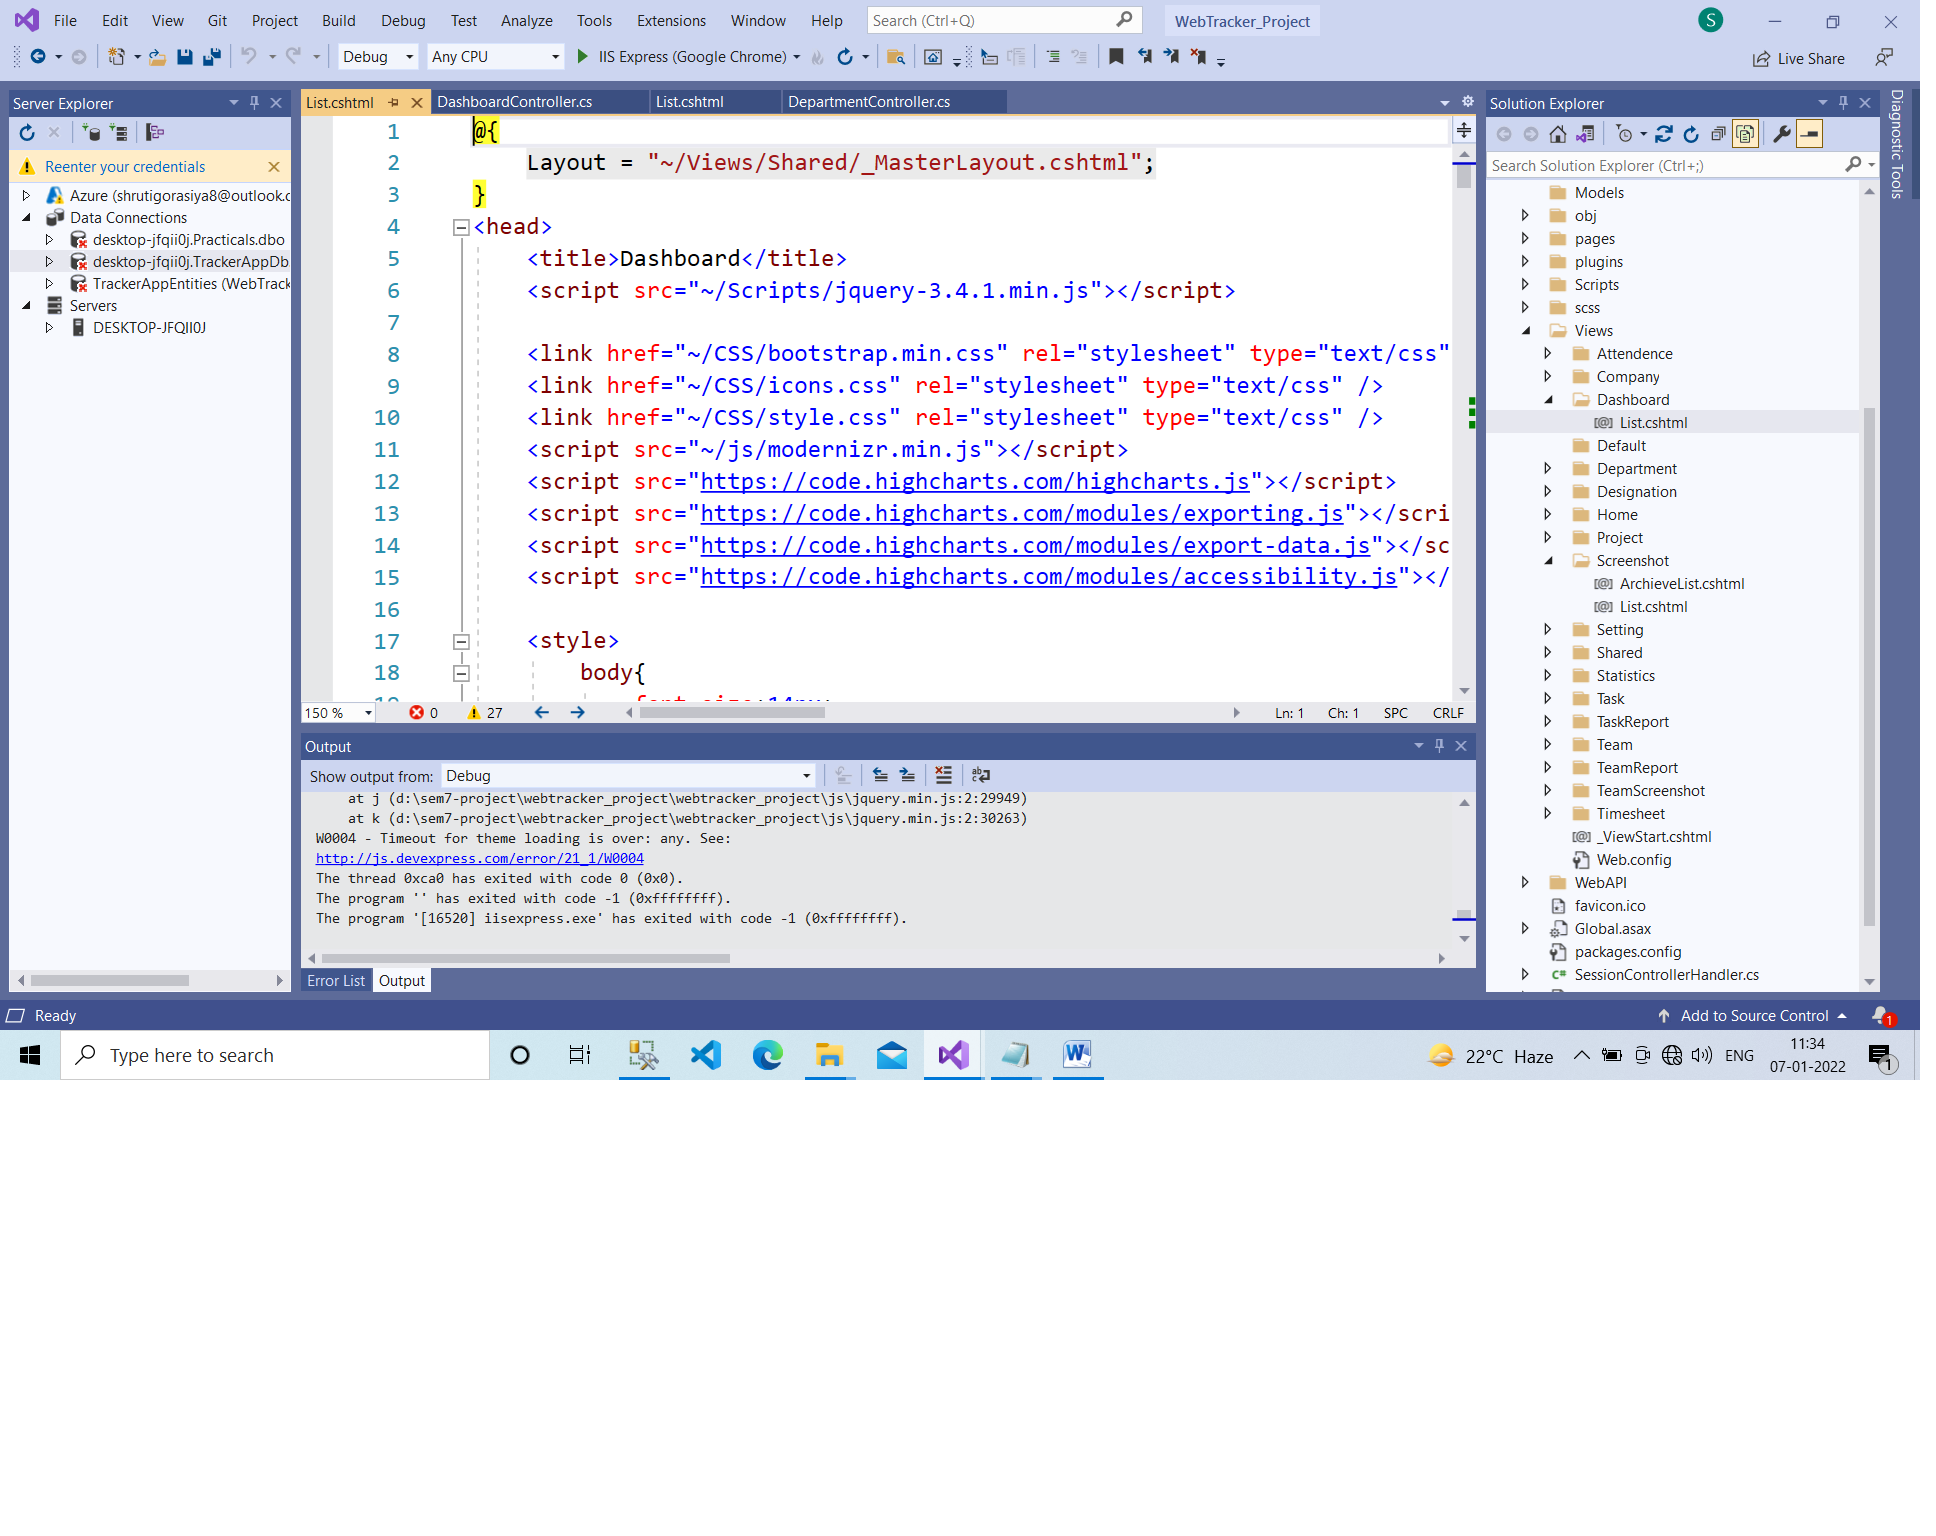 File Edit View Git Project Build Debug Test Analyze Tools Extensions Window Help Search (Ctrl+Q) WebTracker_Project S
Debug Any CPU IIS Express (Google Chrome) Live Share
Server Explorer
Reenter your credentials
Azure (shrutigorasiya8@outlook.c
Data Connections
desktop-jfqii0j.Practicals.dbo
desktop-jfqii0j.TrackerAppDb
TrackerAppEntities (WebTrack
Servers
DESKTOP-JFQII0J
List.cshtml DashboardController.cs List.cshtml DepartmentController.cs
1 @{
2 Layout = "~/Views/Shared/_MasterLayout.cshtml";
3 }
4 <head>
5 <title>Dashboard</title>
6 <script src="~/Scripts/jquery-3.4.1.min.js"></script>
7
8 <link href="~/CSS/bootstrap.min.css" rel="stylesheet" type="text/css"
9 <link href="~/CSS/icons.css" rel="stylesheet" type="text/css" />
10 <link href="~/CSS/style.css" rel="stylesheet" type="text/css" />
11 <script src="~/js/modernizr.min.js"></script>
12 <script src="https://code.highcharts.com/highcharts.js"></script>
13 <script src="https://code.highcharts.com/modules/exporting.js"></scri
14 <script src="https://code.highcharts.com/modules/export-data.js"></sc
15 <script src="https://code.highcharts.com/modules/accessibility.js"></
16
17 <style>
18 body{
150 % 0 27 Ln: 1 Ch: 1 SPC CRLF
Output
Show output from: Debug
at j (d:\sem7-project\webtracker_project\webtracker_project\js\jquery.min.js:2:29949)
at k (d:\sem7-project\webtracker_project\webtracker_project\js\jquery.min.js:2:30263)
W0004 - Timeout for theme loading is over: any. See:
http://js.devexpress.com/error/21_1/W0004
The thread 0xca0 has exited with code 0 (0x0).
The program '' has exited with code -1 (0xffffffff).
The program '[16520] iisexpress.exe' has exited with code -1 (0xffffffff).
Error List Output
Solution Explorer
Search Solution Explorer (Ctrl+;)
Models
obj
pages
plugins
Scripts
scss
Views
Attendence
Company
Dashboard
List.cshtml
Default
Department
Designation
Home
Project
Screenshot
ArchieveList.cshtml
List.cshtml
Setting
Shared
Statistics
Task
TaskReport
Team
TeamReport
TeamScreenshot
Timesheet
_ViewStart.cshtml
Web.config
WebAPI
favicon.ico
Global.asax
packages.config
SessionControllerHandler.cs
Diagnostic Tools
Ready Add to Source Control 1
Type here to search 22°C Haze ENG 11:34
07-01-2022 1